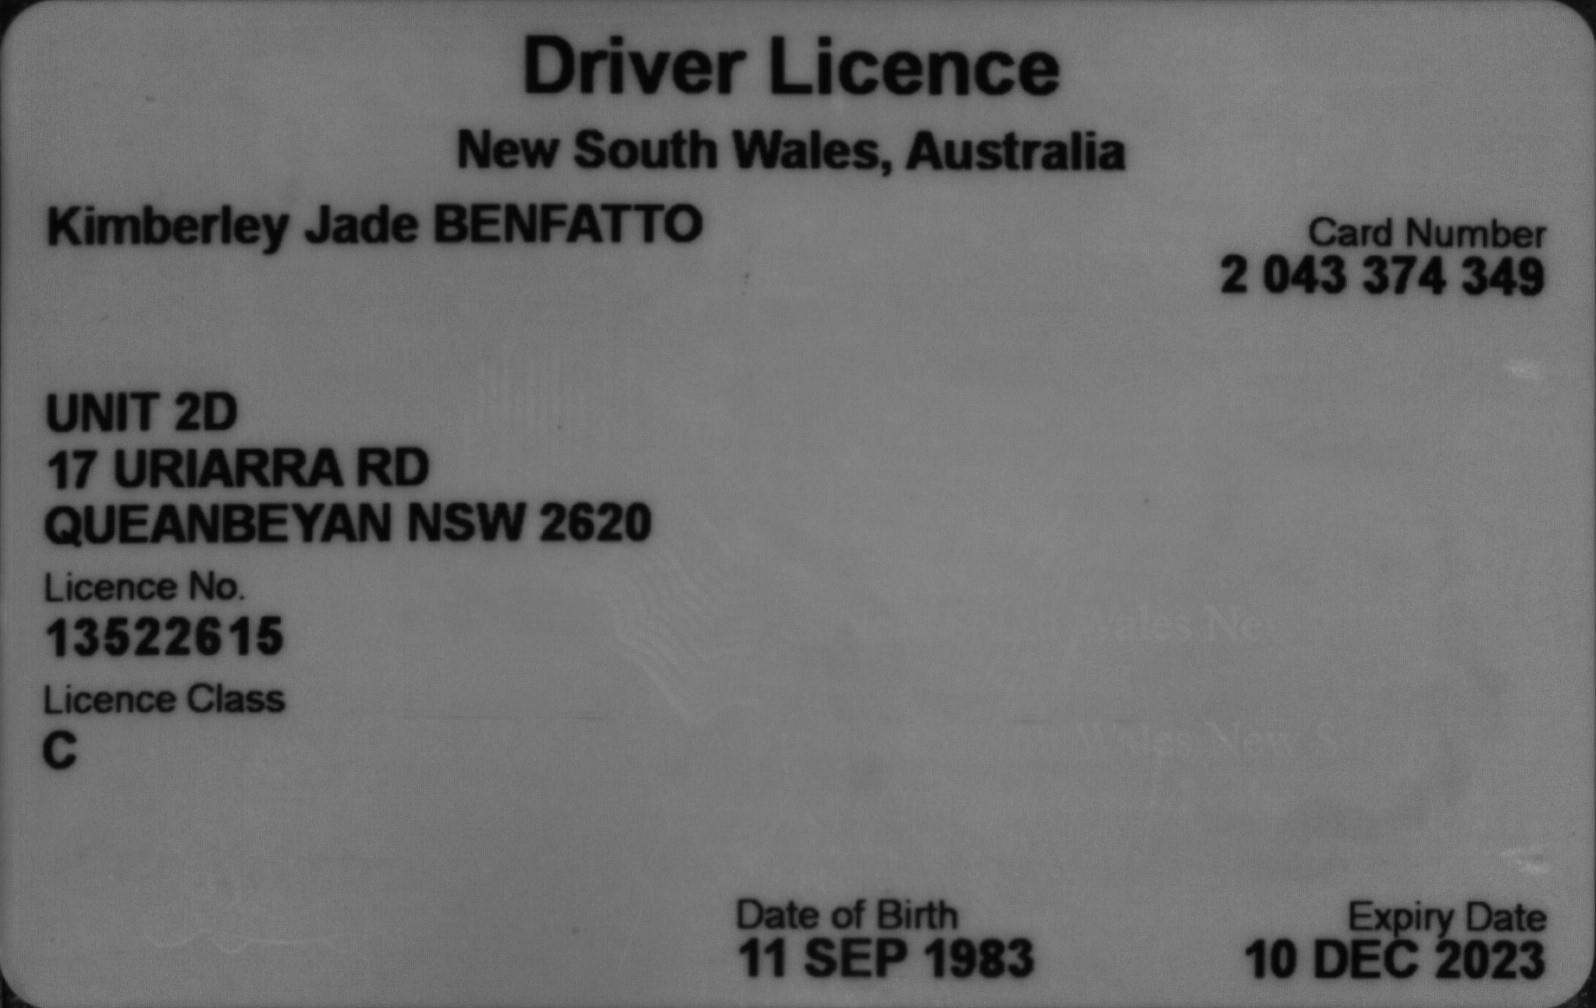 Driver Licence
New South Wales, Australia
Kimberley Jade BENFATTO
Card Number
2 043 374 349
UNIT 2D
17 URIARRA RD
QUEANBEYAN NSW 2620
Licence No.
13522615
Wales New
Licence Class
Wales New S
C
Date of Birth
11 SEP 1983
Expiry Date
10 DEC 2023